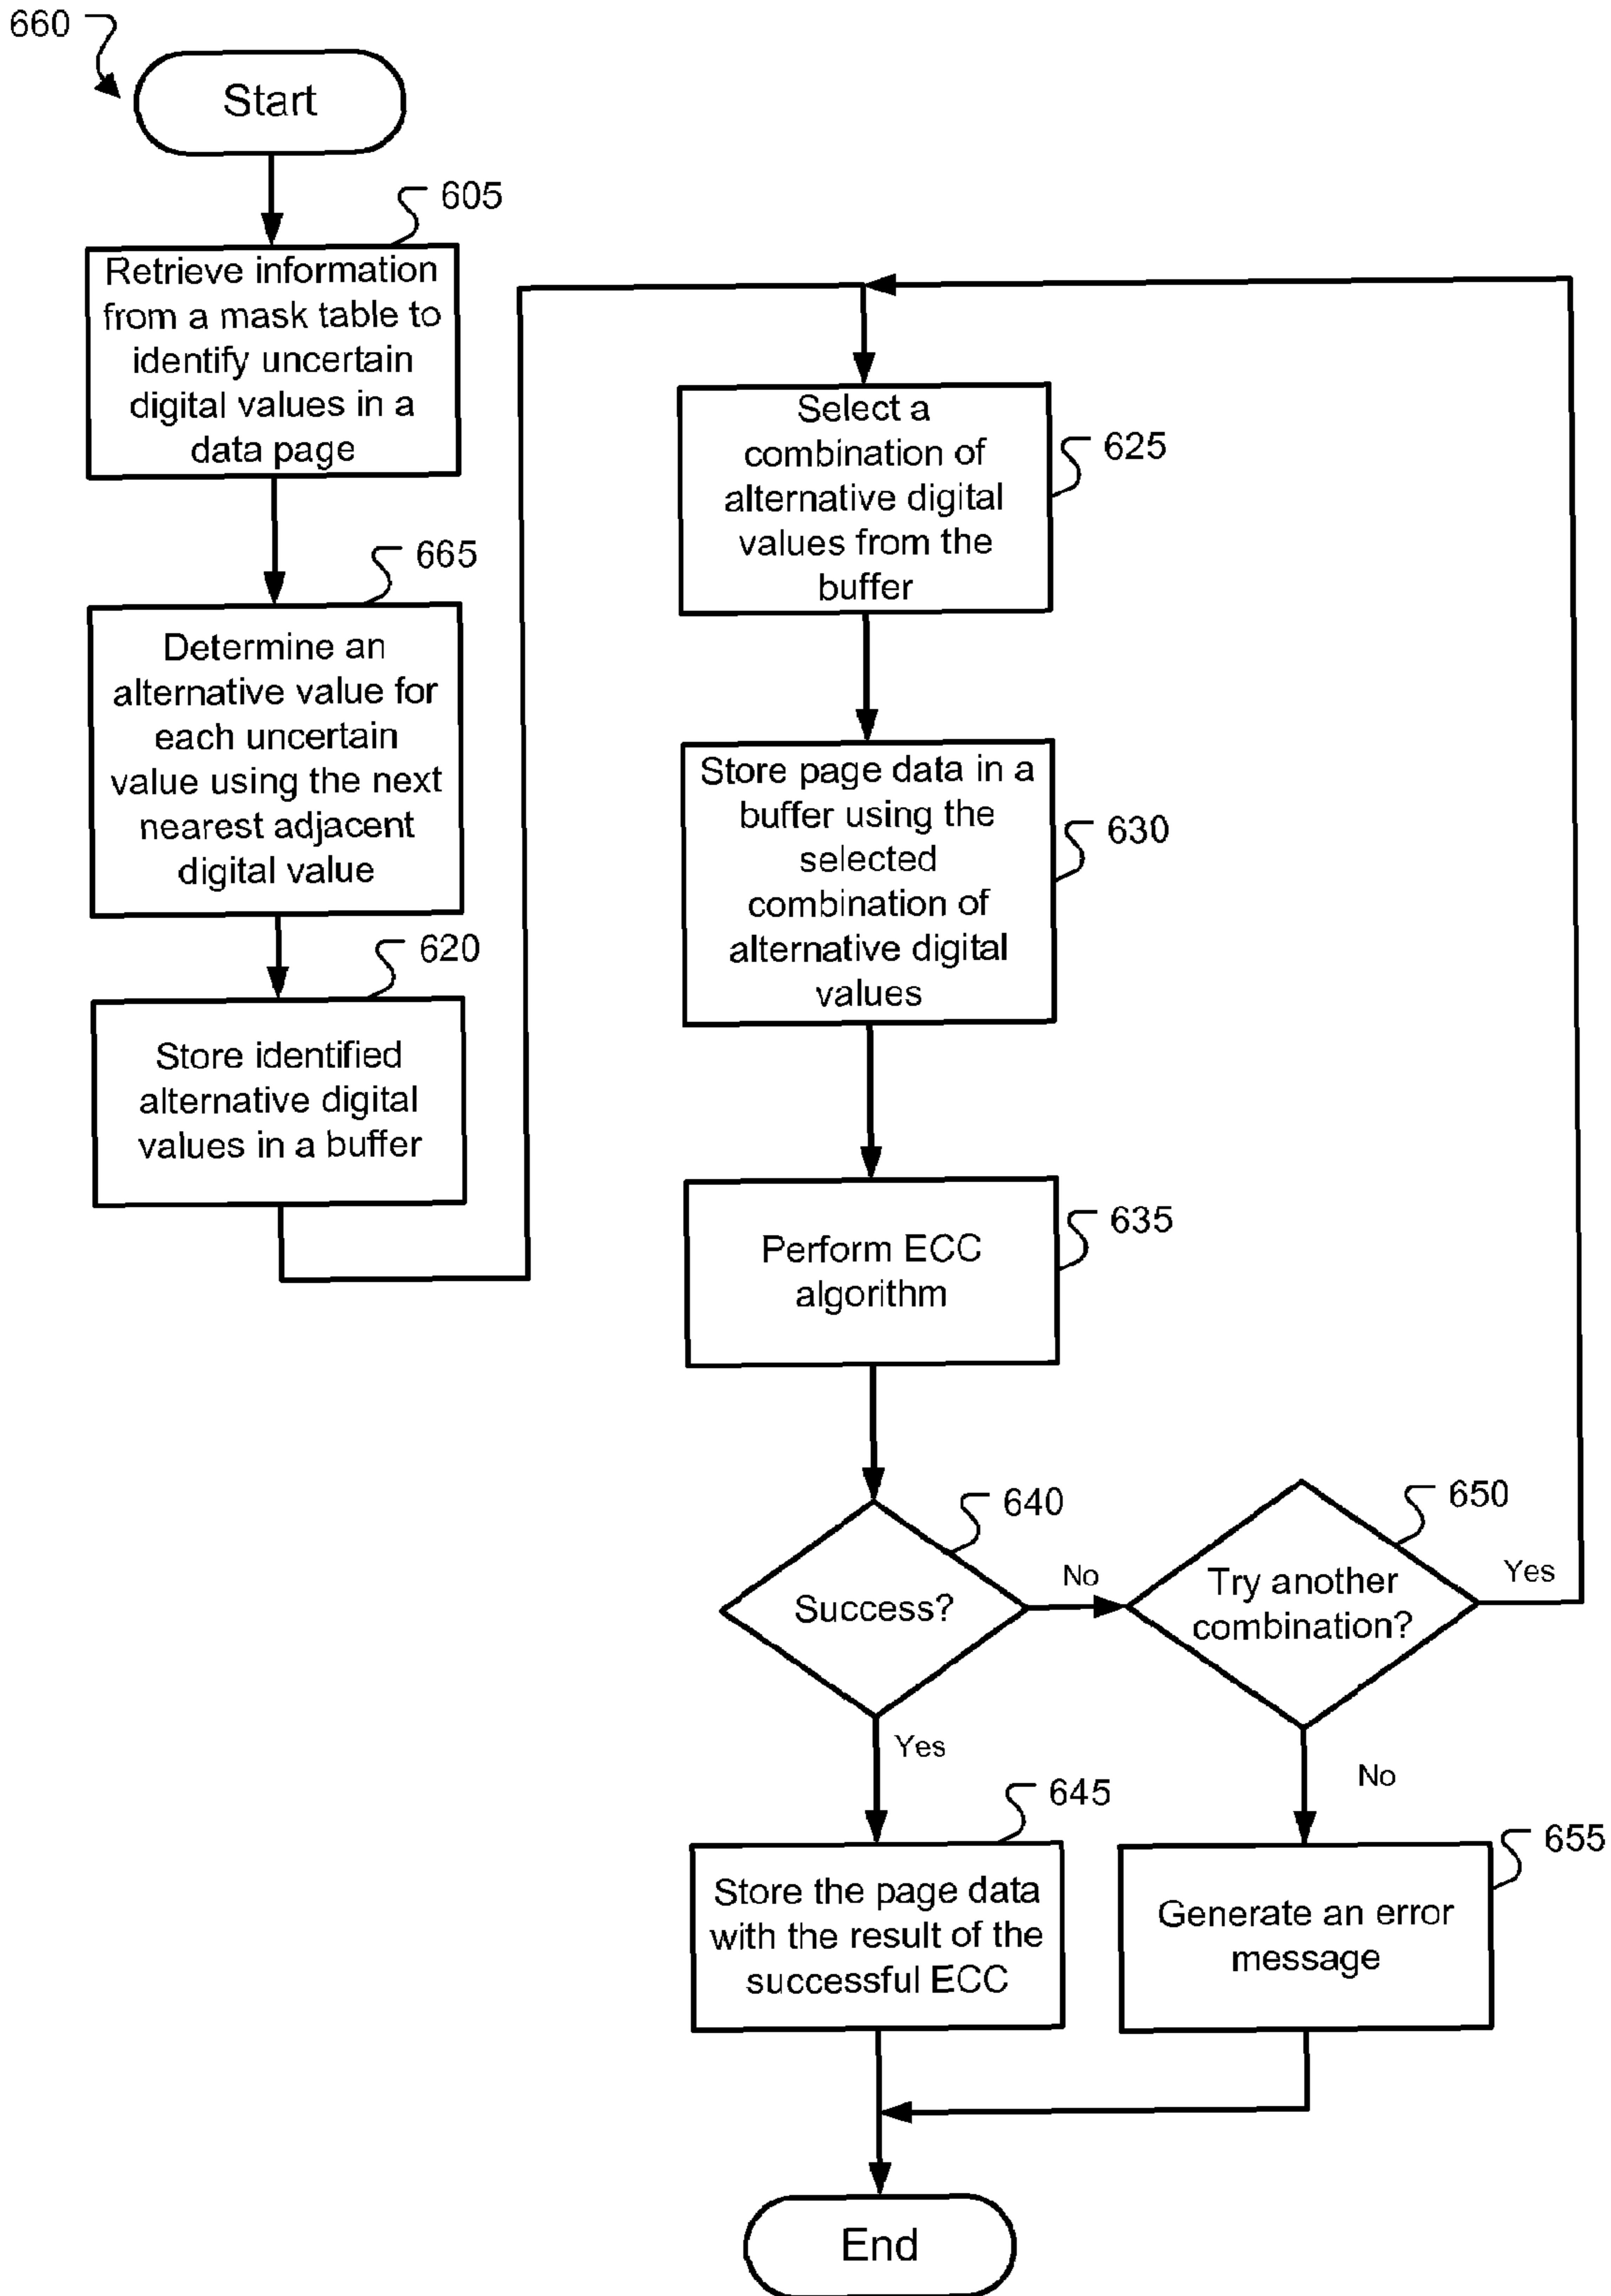 660
Start
605
Retrieve information
from a mask table to
identify uncertain
digital values in a
data page
665
Determine an
alternative value for
each uncertain
value using the next
nearest adjacent
digital value
620
Store identified
alternative digital
values in a buffer
Select a
combination of
alternative digital
values from the
buffer
625
Store page data in a
buffer using the
selected
combination of
alternative digital
values
630
Perform ECC
algorithm
635
Success?
640
No
Yes
Try another
combination?
650
Yes
No
Store the page data
with the result of the
successful ECC
645
Generate an error
message
655
End